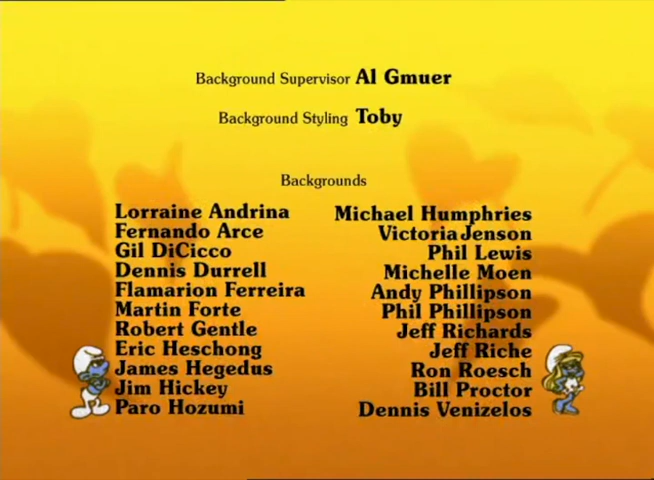 Background Supervisor Al Gmuer
Background Styling Toby
Backgrounds
Lorraine Andrina
Fernando Arce
Gil DiCicco
Dennis Durrell
Flamarion Ferreira
Martin Forte
Robert Gentle
Eric Heschong
James Hegedus
Jim Hickey
Paro Hozumi
Michael Humphries
Victoria Jenson
Phil Lewis
Michelle Moen
Andy Phillipson
Phil Phillipson
Jeff Richards
Jeff Riche
Ron Roesch
Bill Proctor
Dennis Venizelos